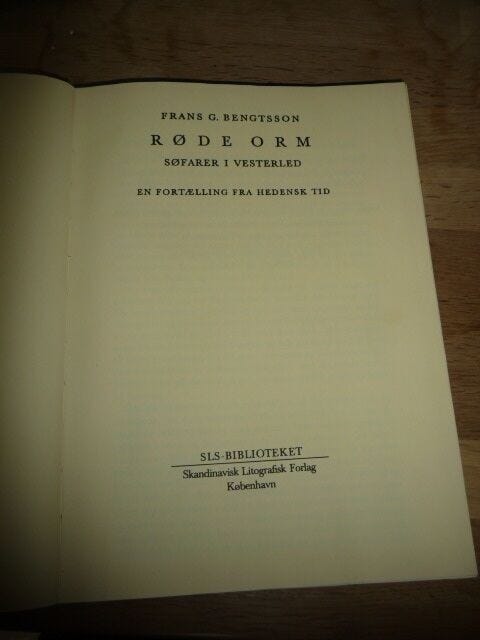 FRANS G. BENGTSSON
RØDE ORM
SØFARER I VESTERLED
EN FORTÆLLING FRA HEDENSK TID
SLS-BIBLIOTEKET
Skandinavisk Litografisk Forlag
København